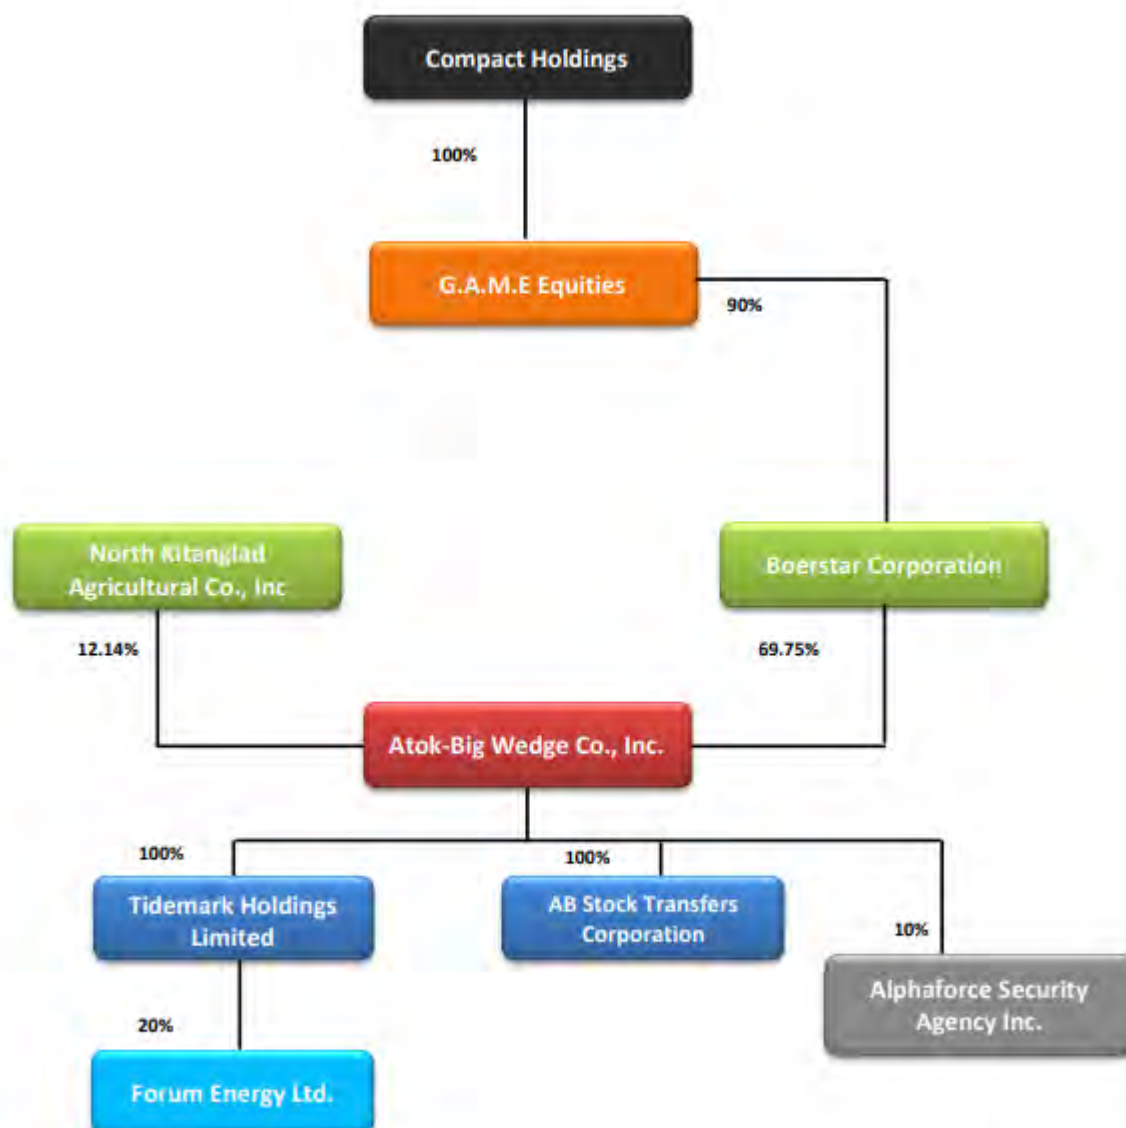 Compact Holdings
100%
G.A.M.E Equities
90%
North Kitanglad
Agricultural Co., Inc
Boerstar Corporation
12.14%
69.75%
Atok-Big Wedge Co., Inc.
100%
100%
Tidemark Holdings
Limited
AB Stock Transfers
Corporation
10%
Alphaforce Security
Agency Inc.
20%
Forum Energy Ltd.